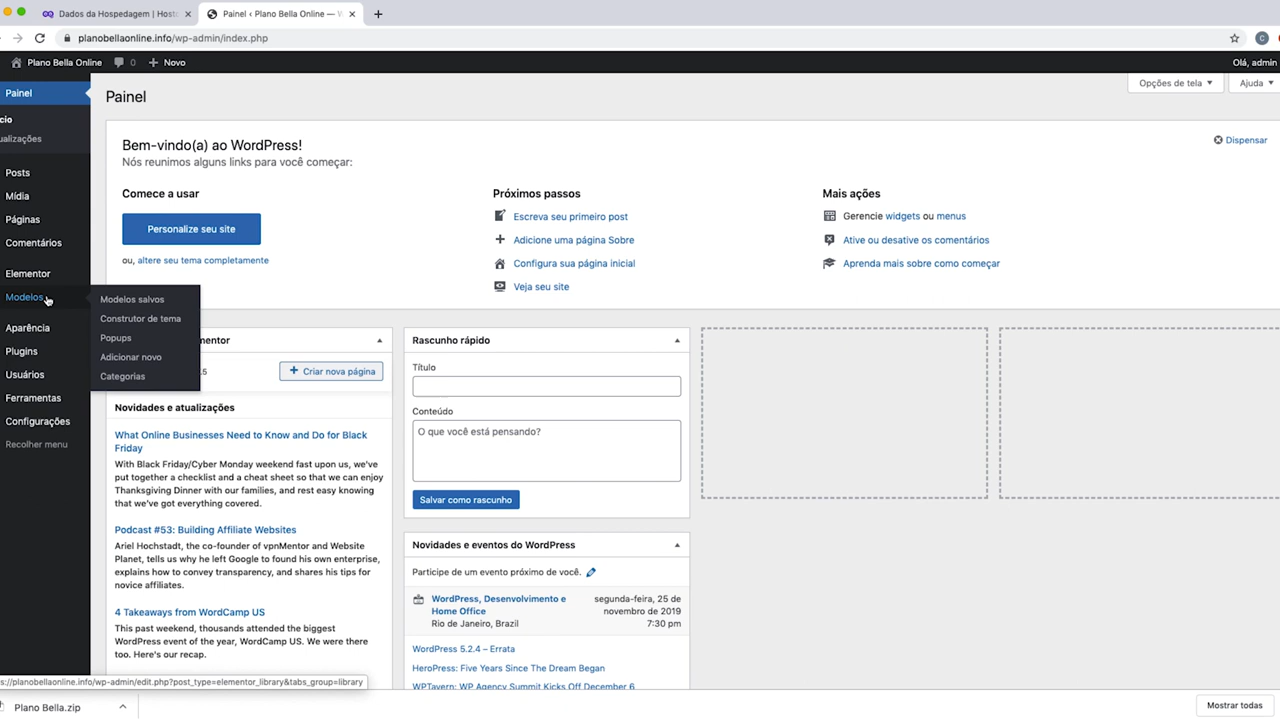 Dados da Hospedagem | Host
Painel ‹ Plano Bella Online — W
planobellaonline.info/wp-admin/index.php
Plano Bella Online
Novo
Olá, admin
Painel
cio
ualizações
Posts
Mídia
Páginas
Comentários
Elementor
Modelos
Aparência
Plugins
Usuários
Ferramentas
Configurações
Recolher menu
Modelos salvos
Construtor de tema
Popups
Adicionar novo
Categorias
Painel
Opções de tela
Ajuda
Bem-vindo(a) ao WordPress!
Nós reunimos alguns links para você começar:
Dispensar
Comece a usar
Personalize seu site
ou, altere seu tema completamente
Próximos passos
Escreva seu primeiro post
Adicione uma página Sobre
Configura sua página inicial
Veja seu site
Mais ações
Gerencie widgets ou menus
Ative ou desative os comentários
Aprenda mais sobre como começar
mentor
.5
Criar nova página
Novidades e atualizações
What Online Businesses Need to Know and Do for Black
Friday
With Black Friday/Cyber Monday weekend fast upon us, we've
put together a checklist and a cheat sheet so that we can enjoy
Thanksgiving Dinner with our families, and rest easy knowing
that we've got everything covered.
Podcast #53: Building Affiliate Websites
Ariel Hochstadt, the co-founder of vpnMentor and Website
Planet, tells us why he left Google to found his own enterprise,
explains how to convey transparency, and shares his tips for
novice affiliates.
4 Takeaways from WordCamp US
This past weekend, thousands attended the biggest
WordPress event of the year, WordCamp US. We were there
too. Here's our recap.
Rascunho rápido
Título
Conteúdo
O que você está pensando?
Salvar como rascunho
Novidades e eventos do WordPress
Participe de um evento próximo de você.
WordPress, Desenvolvimento e
Home Office
Rio de Janeiro, Brazil
segunda-feira, 25 de
novembro de 2019
7:30 pm
WordPress 5.2.4 – Errata
HeroPress: Five Years Since The Dream Began
WPTavern: WP Agency Summit Kicks Off December 6
s://planobellaonline.info/wp-admin/edit.php?post_type=elementor_library&tabs_group=library
Plano Bella.zip
Mostrar todas